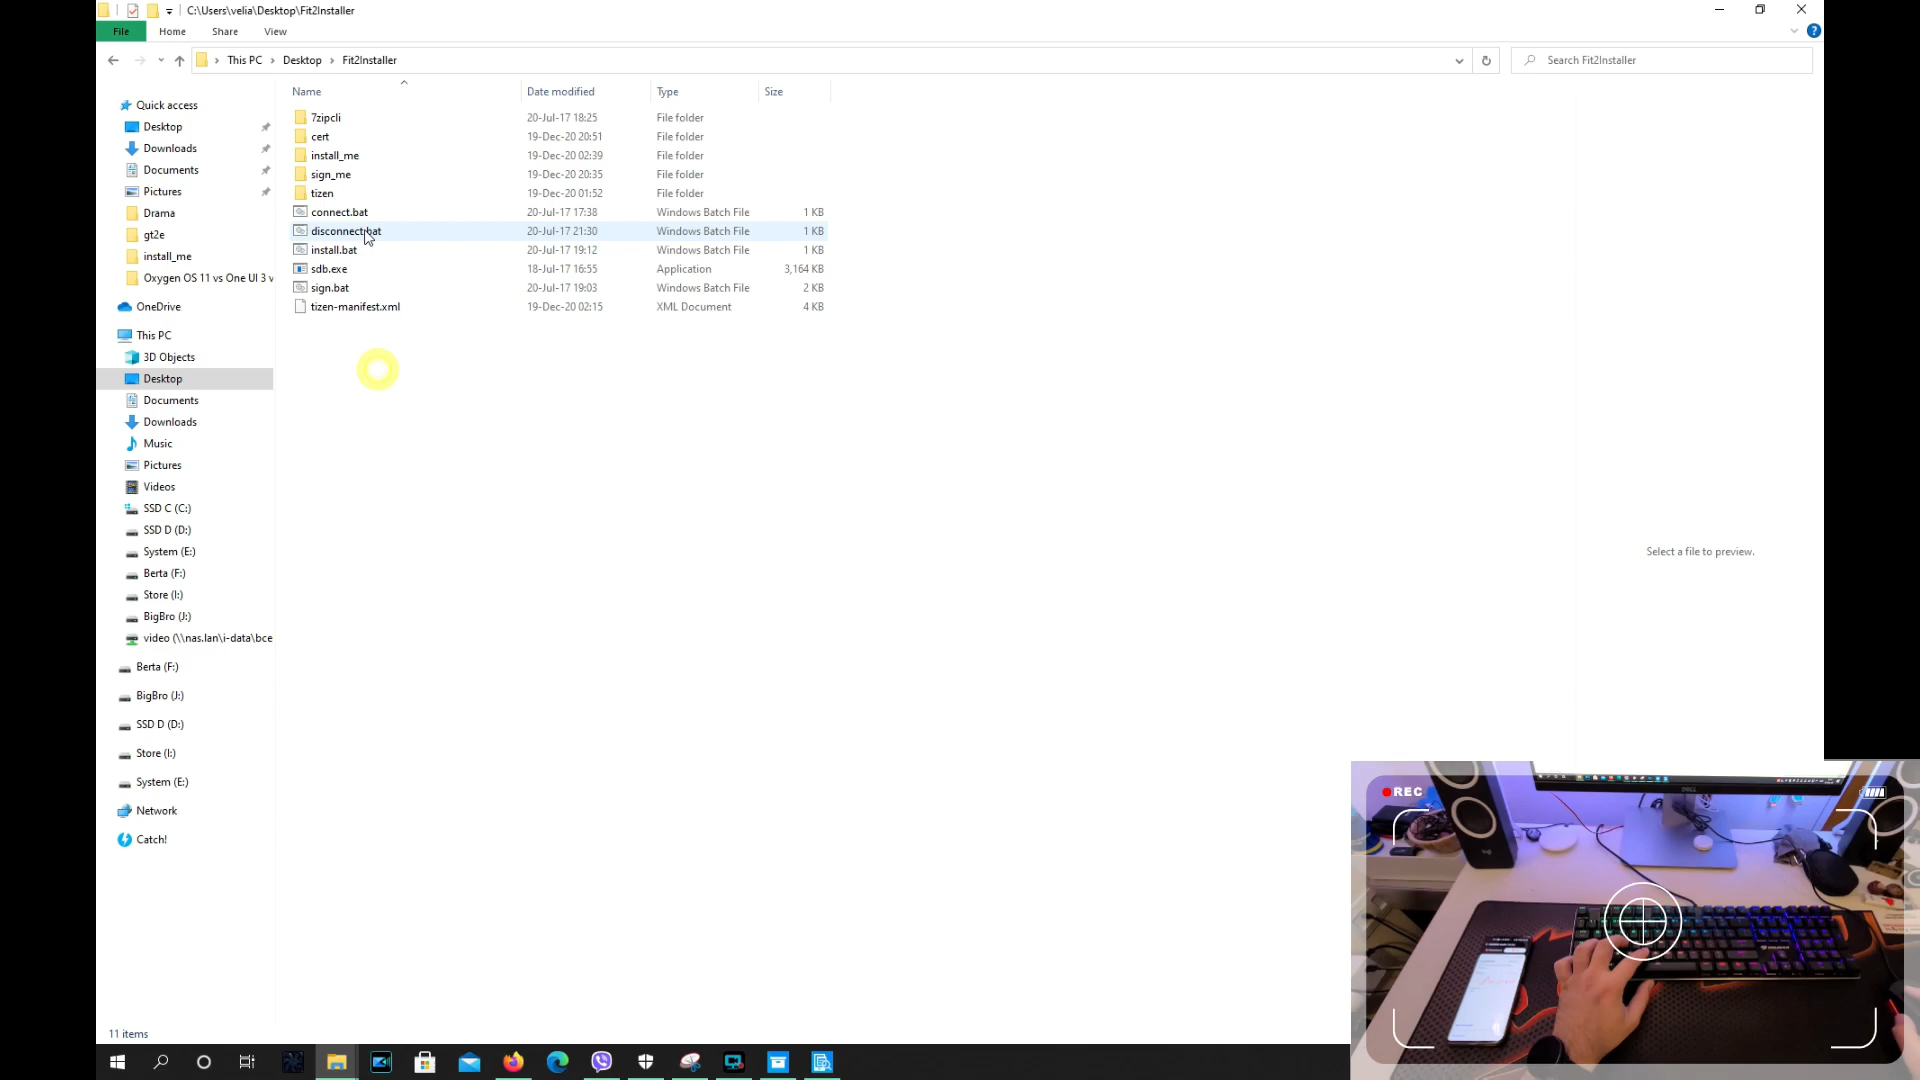 C:\Users\velia\Desktop\Fit2Installer
File
Home
Share
View
This PC
Desktop
Fit2Installer
Search Fit2Installer
Name
Date modified
Type
Size
7zipcli
20-Jul-17 18:25
File folder
cert
19-Dec-20 20:51
File folder
install_me
19-Dec-20 02:39
File folder
sign_me
19-Dec-20 20:35
File folder
tizen
19-Dec-20 01:52
File folder
connect.bat
20-Jul-17 17:38
Windows Batch File
1 KB
disconnect.bat
20-Jul-17 21:30
Windows Batch File
1 KB
install.bat
20-Jul-17 19:12
Windows Batch File
1 KB
sdb.exe
18-Jul-17 16:55
Application
3,164 KB
sign.bat
20-Jul-17 19:03
Windows Batch File
2 KB
tizen-manifest.xml
19-Dec-20 02:15
XML Document
4 KB
Quick access
Desktop
Downloads
Documents
Pictures
Drama
gt2e
install_me
Oxygen OS 11 vs One UI 3 v
OneDrive
This PC
3D Objects
Desktop
Documents
Downloads
Music
Pictures
Videos
SSD C (C:)
SSD D (D:)
System (E:)
Berta (F:)
Store (I:)
BigBro (J:)
video (\\nas.lan\i-data\bce
Berta (F:)
BigBro (J:)
SSD D (D:)
Store (I:)
System (E:)
Network
Catch!
Select a file to preview.
11 items
REC
DELL